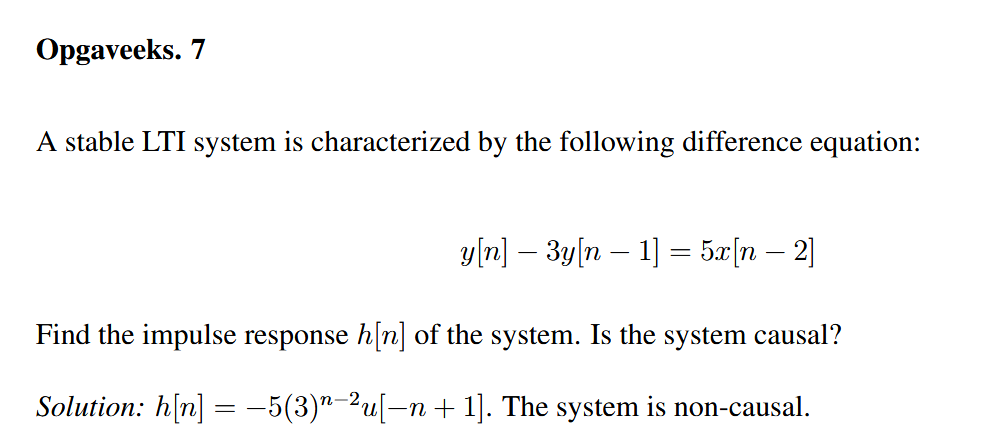 Opgaveeks. 7
A stable LTI system is characterized by the following difference equation:
y[n] − 3y[n − 1] = 5x[n − 2]
Find the impulse response h[n] of the system. Is the system causal?
Solution: h[n] = −5(3)ⁿ⁻²u[−n + 1]. The system is non-causal.